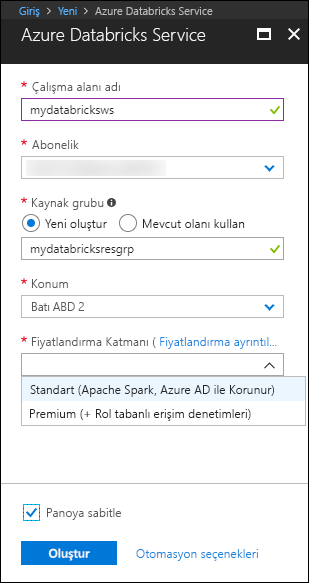 Giriş > Yeni > Azure Databricks Service
Azure Databricks Service
* Çalışma alanı adı
mydatabricksws
* Abonelik
* Kaynak grubu
Yeni oluştur Mevcut olanı kullan
mydatabricksresgrp
* Konum
Batı ABD 2
* Fiyatlandırma Katmanı ( Fiyatlandırma ayrıntıl...
Standart (Apache Spark, Azure AD ile Korunur)
Premium (+ Rol tabanlı erişim denetimleri)
Panoya sabitle
Oluştur Otomasyon seçenekleri